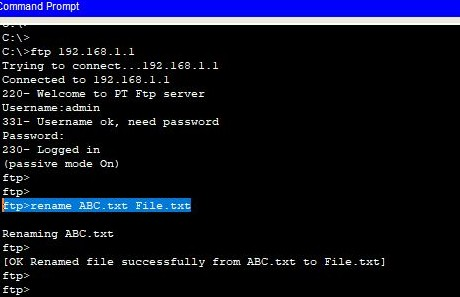 Command Prompt
C:\>
C:\>
C:\>ftp 192.168.1.1
Trying to connect...192.168.1.1
Connected to 192.168.1.1
220- Welcome to PT Ftp server
Username:admin
331- Username ok, need password
Password:
230- Logged in
(passive mode On)
ftp>
ftp>
ftp>rename ABC.txt File.txt
Renaming ABC.txt
ftp>
[OK Renamed file successfully from ABC.txt to File.txt]
ftp>
ftp>